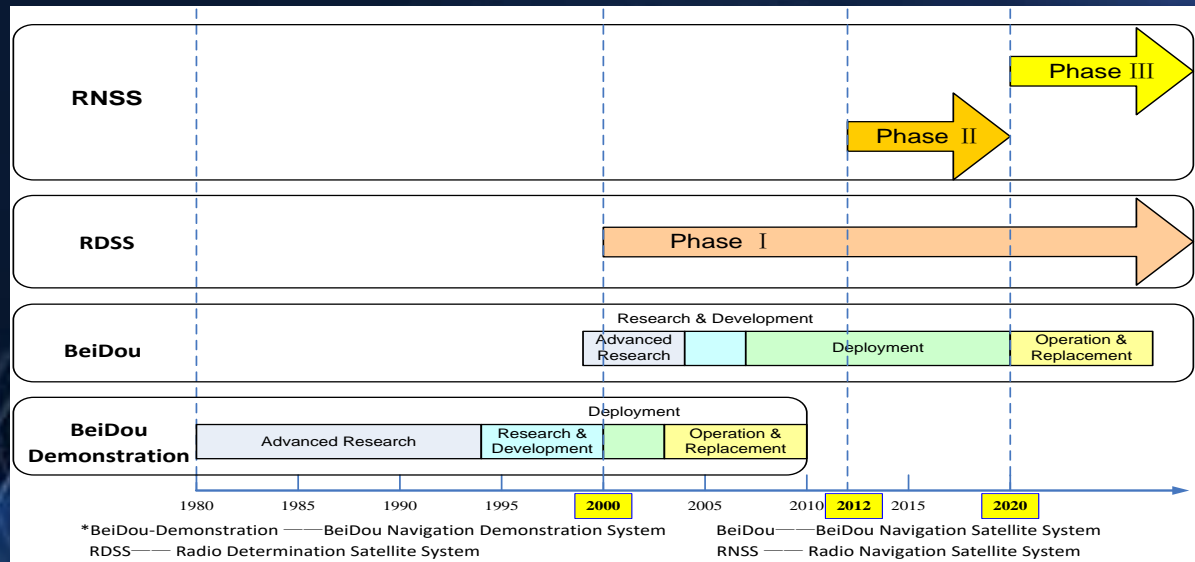 RNSS
Phase Ⅲ
Phase Ⅱ
RDSS
Phase Ⅰ
BeiDou
Research & Development
Advanced
Research
Deployment
Operation &
Replacement
BeiDou
Demonstration
Deployment
Advanced Research
Research &
Development
Operation &
Replacement
1980 1985 1990 1995 2000 2005 2010 2012 2015 2020
*BeiDou-Demonstration ——BeiDou Navigation Demonstration System
BeiDou——BeiDou Navigation Satellite System
RDSS—— Radio Determination Satellite System
RNSS —— Radio Navigation Satellite System